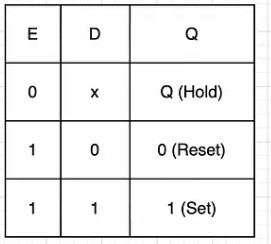 E D Q
0 x Q (Hold)
1 0 0 (Reset)
1 1 1 (Set)